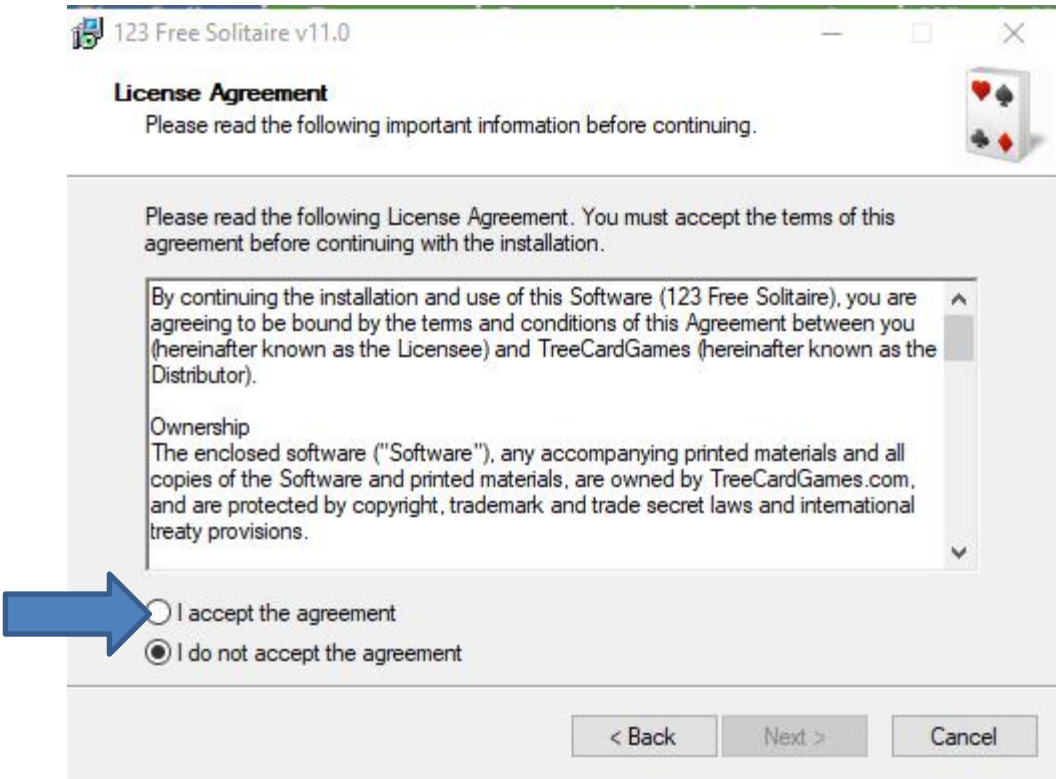 123 Free Solitaire v11.0
License Agreement
Please read the following important information before continuing.
Please read the following License Agreement. You must accept the terms of this
agreement before continuing with the installation.
By continuing the installation and use of this Software (123 Free Solitaire), you are
agreeing to be bound by the terms and conditions of this Agreement between you
(hereinafter known as the Licensee) and TreeCardGames (hereinafter known as the
Distributor).
Ownership
The enclosed software ("Software"), any accompanying printed materials and all
copies of the Software and printed materials, are owned by TreeCardGames.com,
and are protected by copyright, trademark and trade secret laws and international
treaty provisions.
I accept the agreement
I do not accept the agreement
< Back Next > Cancel